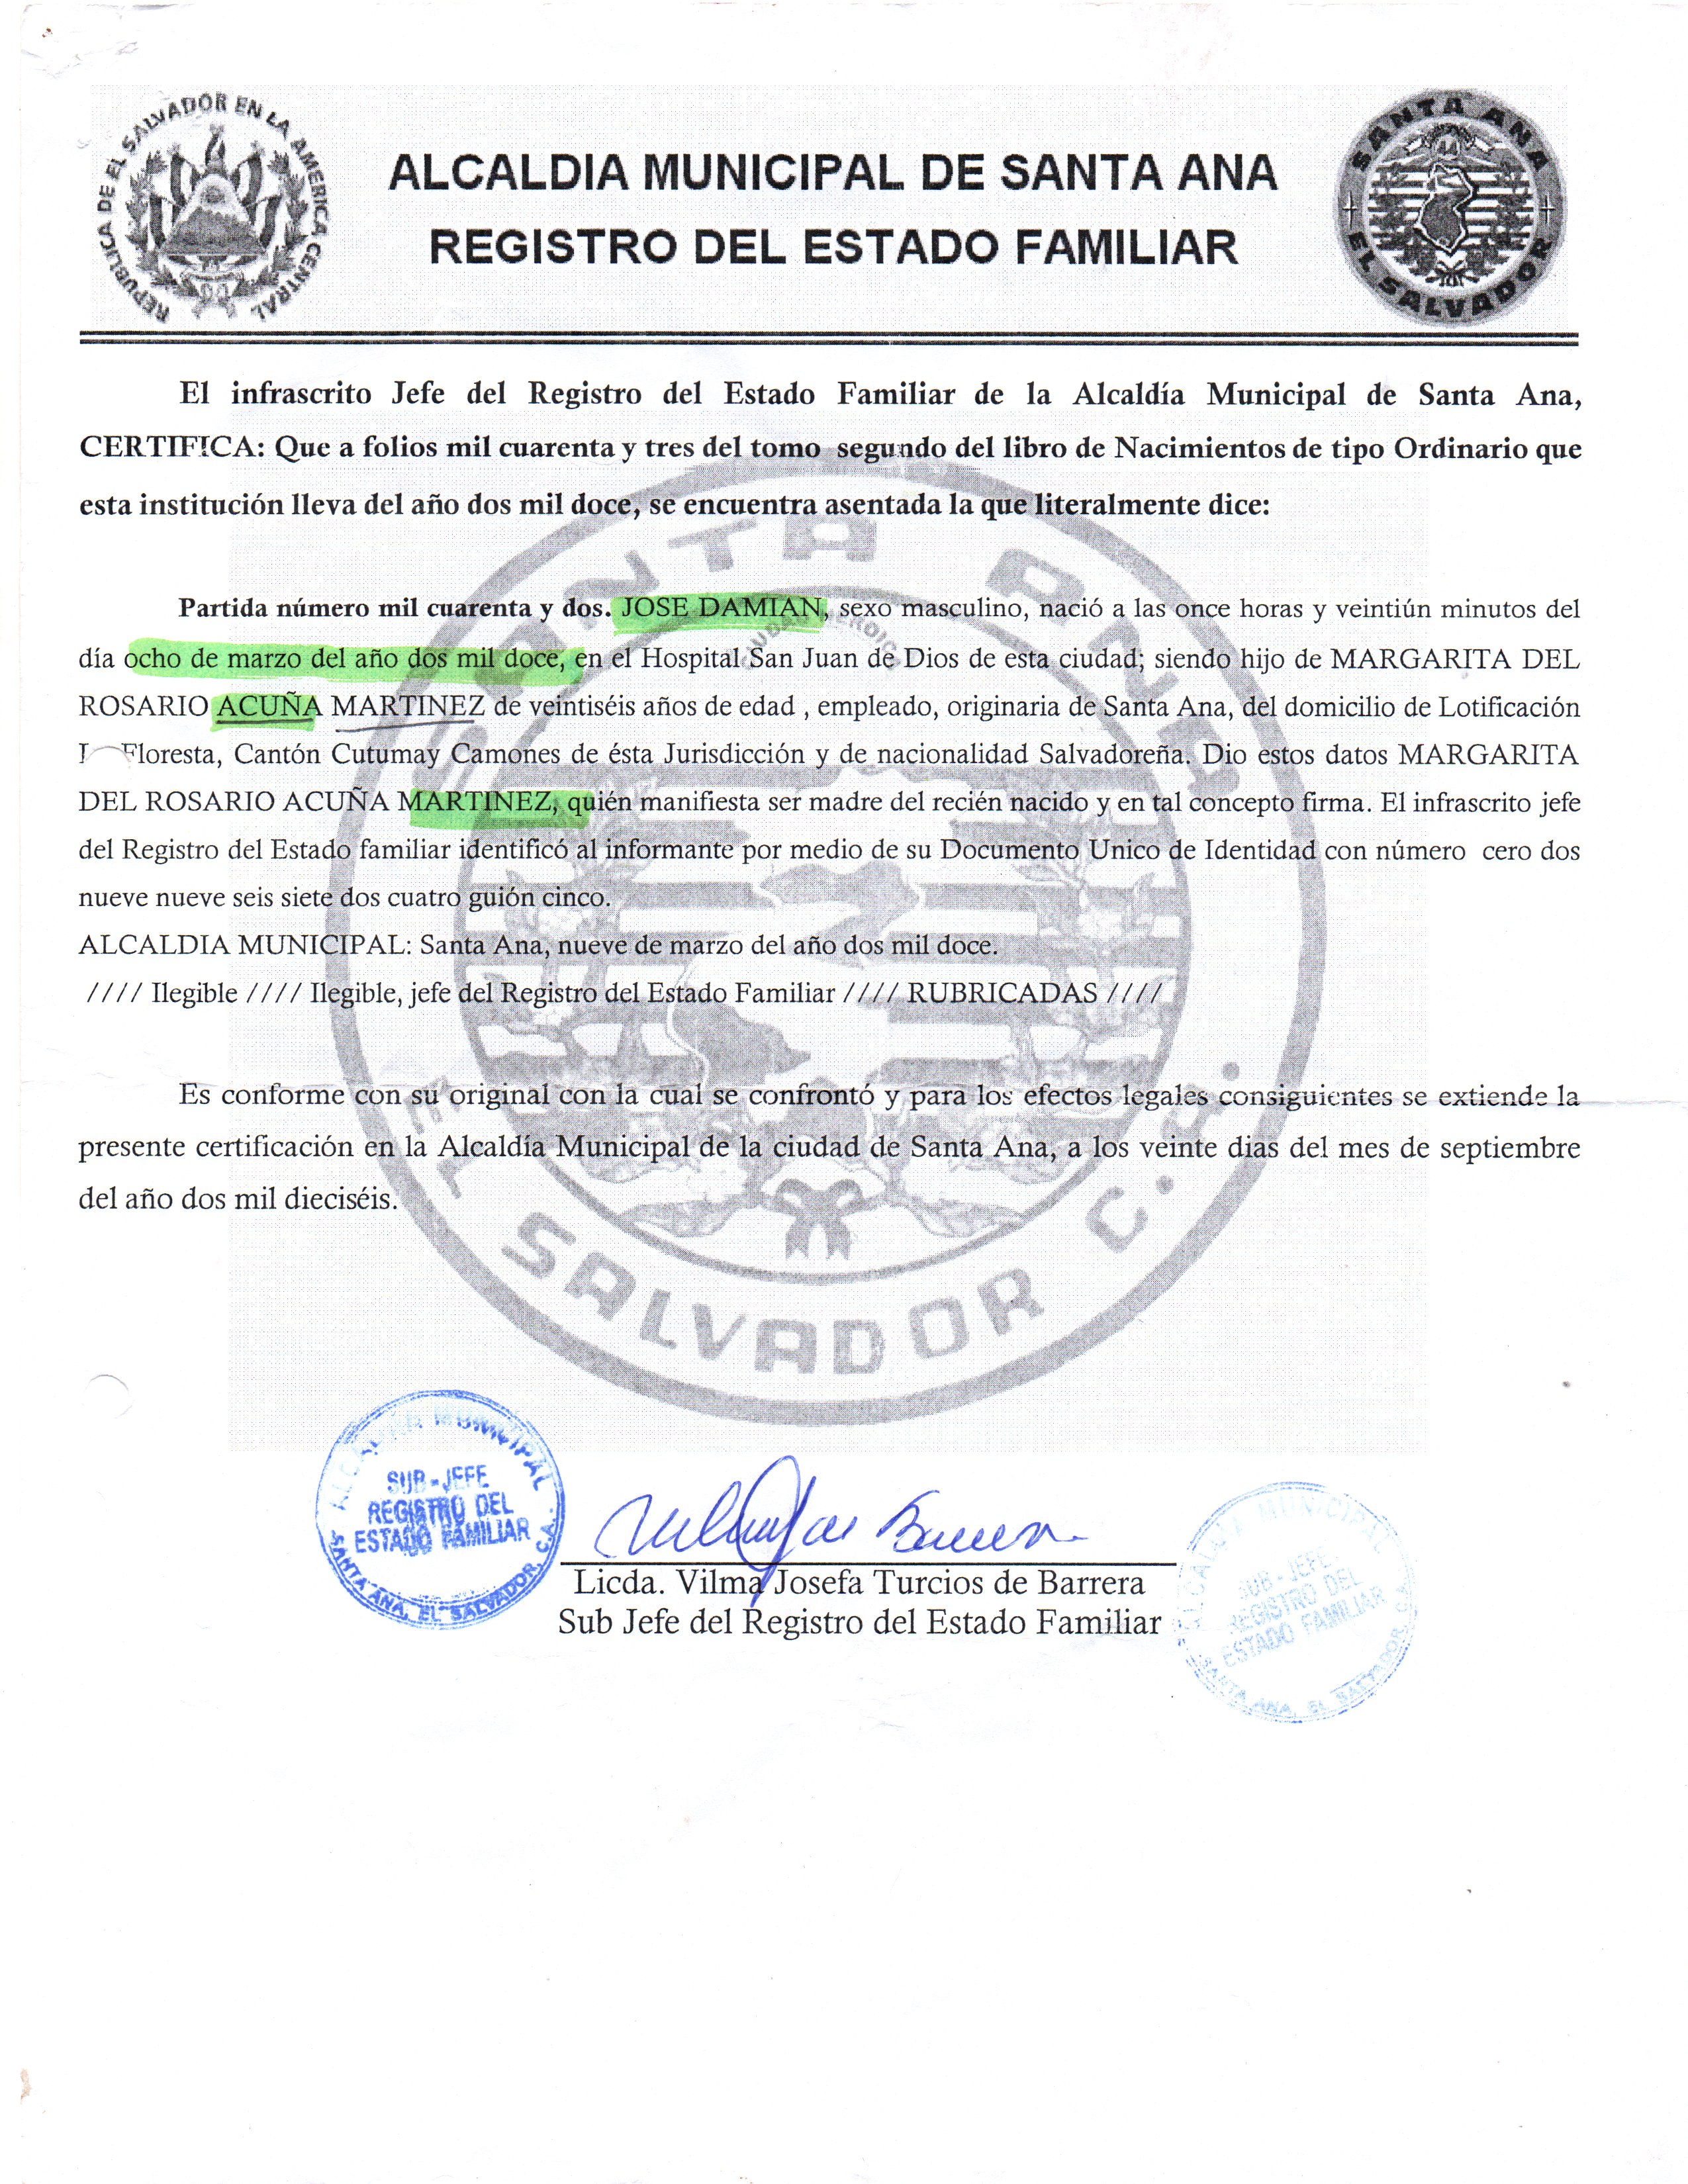 REPUBLICA DE EL SALVADOR EN LA AMERICA CENTRAL
SANTA ANA
EL SALVADOR
ALCALDIA MUNICIPAL DE SANTA ANA
REGISTRO DEL ESTADO FAMILIAR
El infrascrito Jefe del Registro del Estado Familiar de la Alcaldía Municipal de Santa Ana,
CERTIFICA: Que a folios mil cuarenta y tres del tomo segundo del libro de Nacimientos de tipo Ordinario que
esta institución lleva del año dos mil doce, se encuentra asentada la que literalmente dice:
Partida número mil cuarenta y dos. JOSE DAMIAN, sexo masculino, nació a las once horas y veintiún minutos del
día ocho de marzo del año dos mil doce, en el Hospital San Juan de Dios de esta ciudad; siendo hijo de MARGARITA DEL
ROSARIO ACUÑA MARTINEZ de veintiséis años de edad , empleado, originaria de Santa Ana, del domicilio de Lotificación
Floresta, Cantón Cutumay Camones de ésta Jurisdicción y de nacionalidad Salvadoreña. Dio estos datos MARGARITA
DEL ROSARIO ACUÑA MARTINEZ, quién manifiesta ser madre del recién nacido y en tal concepto firma. El infrascrito jefe
del Registro del Estado familiar identificó al informante por medio de su Documento Unico de Identidad con número cero dos
nueve nueve seis siete dos cuatro guión cinco.
ALCALDIA MUNICIPAL: Santa Ana, nueve de marzo del año dos mil doce.
//// Ilegible //// Ilegible, jefe del Registro del Estado Familiar //// RUBRICADAS ////
Es conforme con su original con la cual se confrontó y para los efectos legales consiguientes se extiende la
presente certificación en la Alcaldía Municipal de la ciudad de Santa Ana, a los veinte dias del mes de septiembre
del año dos mil dieciséis.
SANTA ANA
EL SALVADOR C.A.
ALCALDIA MUNICIPAL
SUB-JEFE
REGISTRO DEL
ESTADO FAMILIAR
SANTA ANA, EL SALVADOR, C.A.
Licda. Vilma Josefa Turcios de Barrera
Sub Jefe del Registro del Estado Familiar
ALCALDIA MUNICIPAL
SUB-JEFE
REGISTRO DEL
ESTADO FAMILIAR
SANTA ANA, EL SALVADOR, C.A.